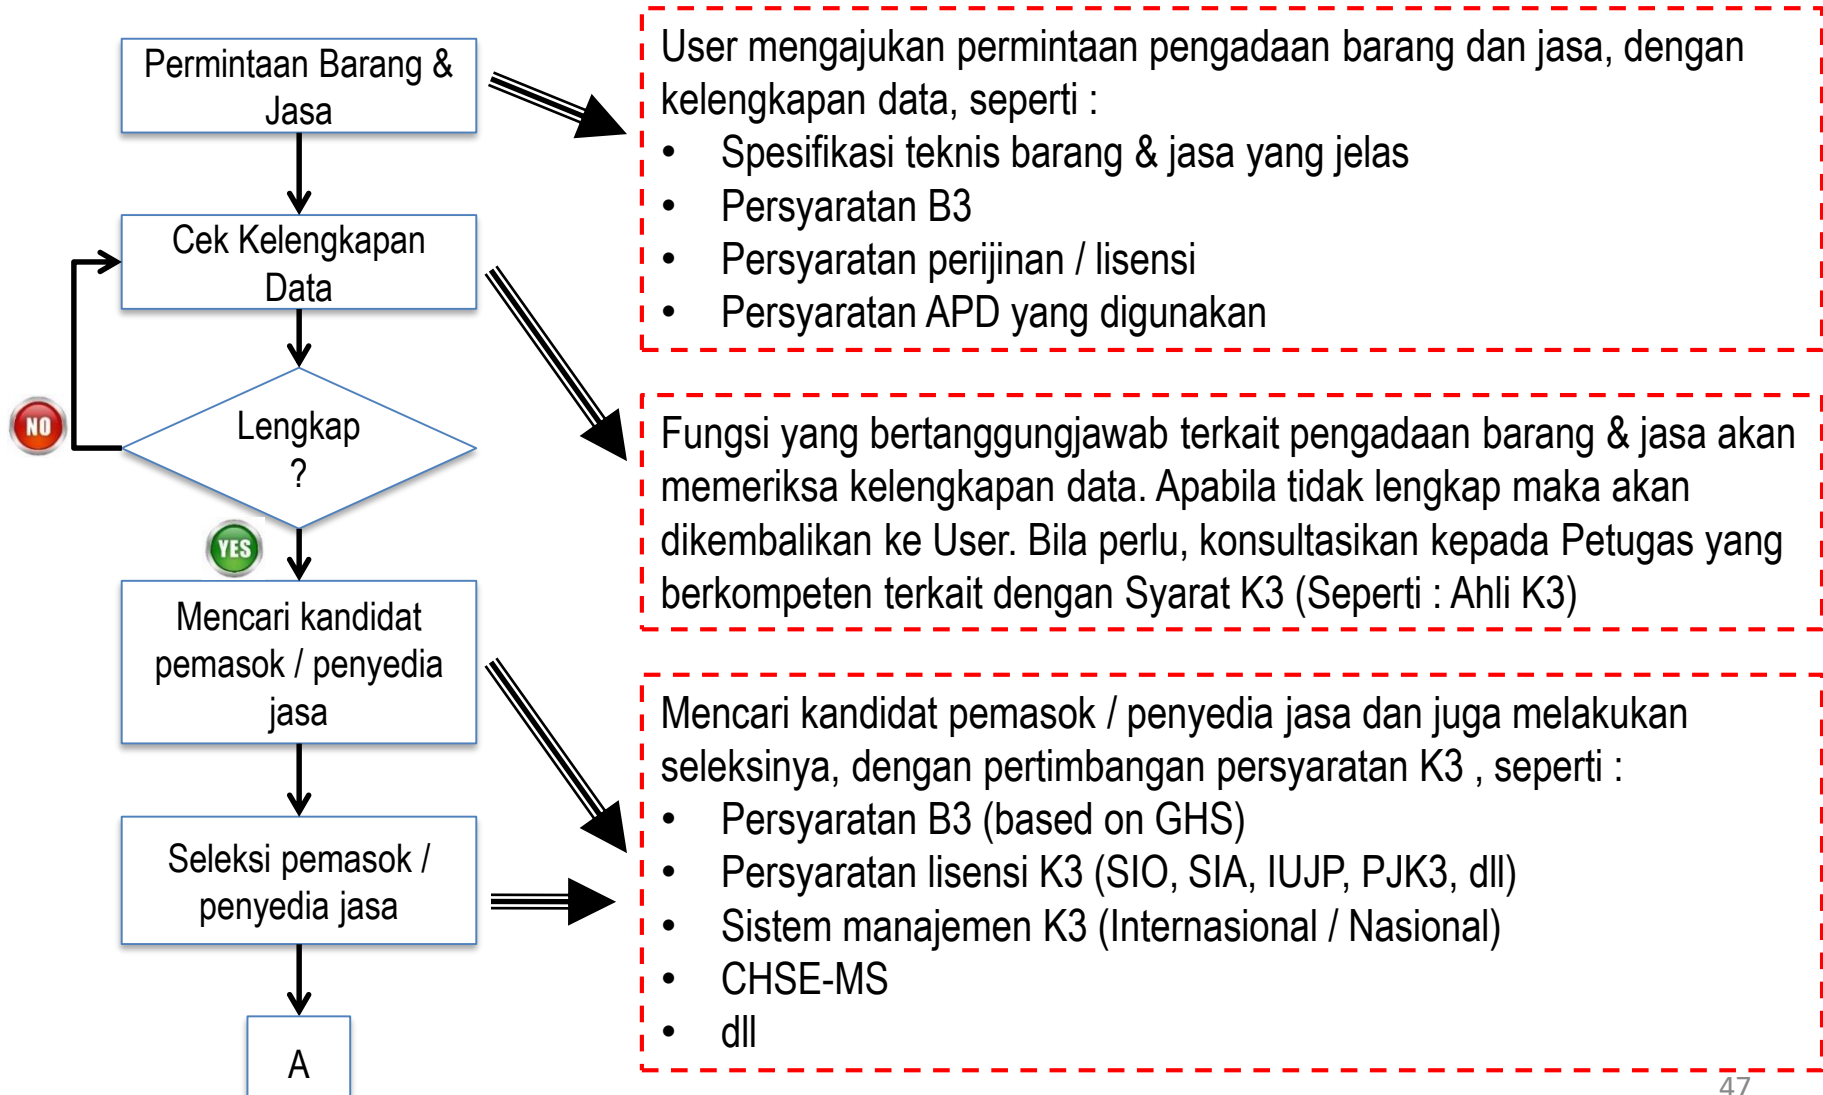 Permintaan Barang &
Jasa
Cek Kelengkapan
Data
Lengkap
?
NO
YES
Mencari kandidat
pemasok / penyedia
jasa
Seleksi pemasok /
penyedia jasa
A
User mengajukan permintaan pengadaan barang dan jasa, dengan
kelengkapan data, seperti :
• Spesifikasi teknis barang & jasa yang jelas
• Persyaratan B3
• Persyaratan perijinan / lisensi
• Persyaratan APD yang digunakan
Fungsi yang bertanggungjawab terkait pengadaan barang & jasa akan
memeriksa kelengkapan data. Apabila tidak lengkap maka akan
dikembalikan ke User. Bila perlu, konsultasikan kepada Petugas yang
berkompeten terkait dengan Syarat K3 (Seperti : Ahli K3)
Mencari kandidat pemasok / penyedia jasa dan juga melakukan
seleksinya, dengan pertimbangan persyaratan K3 , seperti :
• Persyaratan B3 (based on GHS)
• Persyaratan lisensi K3 (SIO, SIA, IUJP, PJK3, dll)
• Sistem manajemen K3 (Internasional / Nasional)
• CHSE-MS
• dll
47